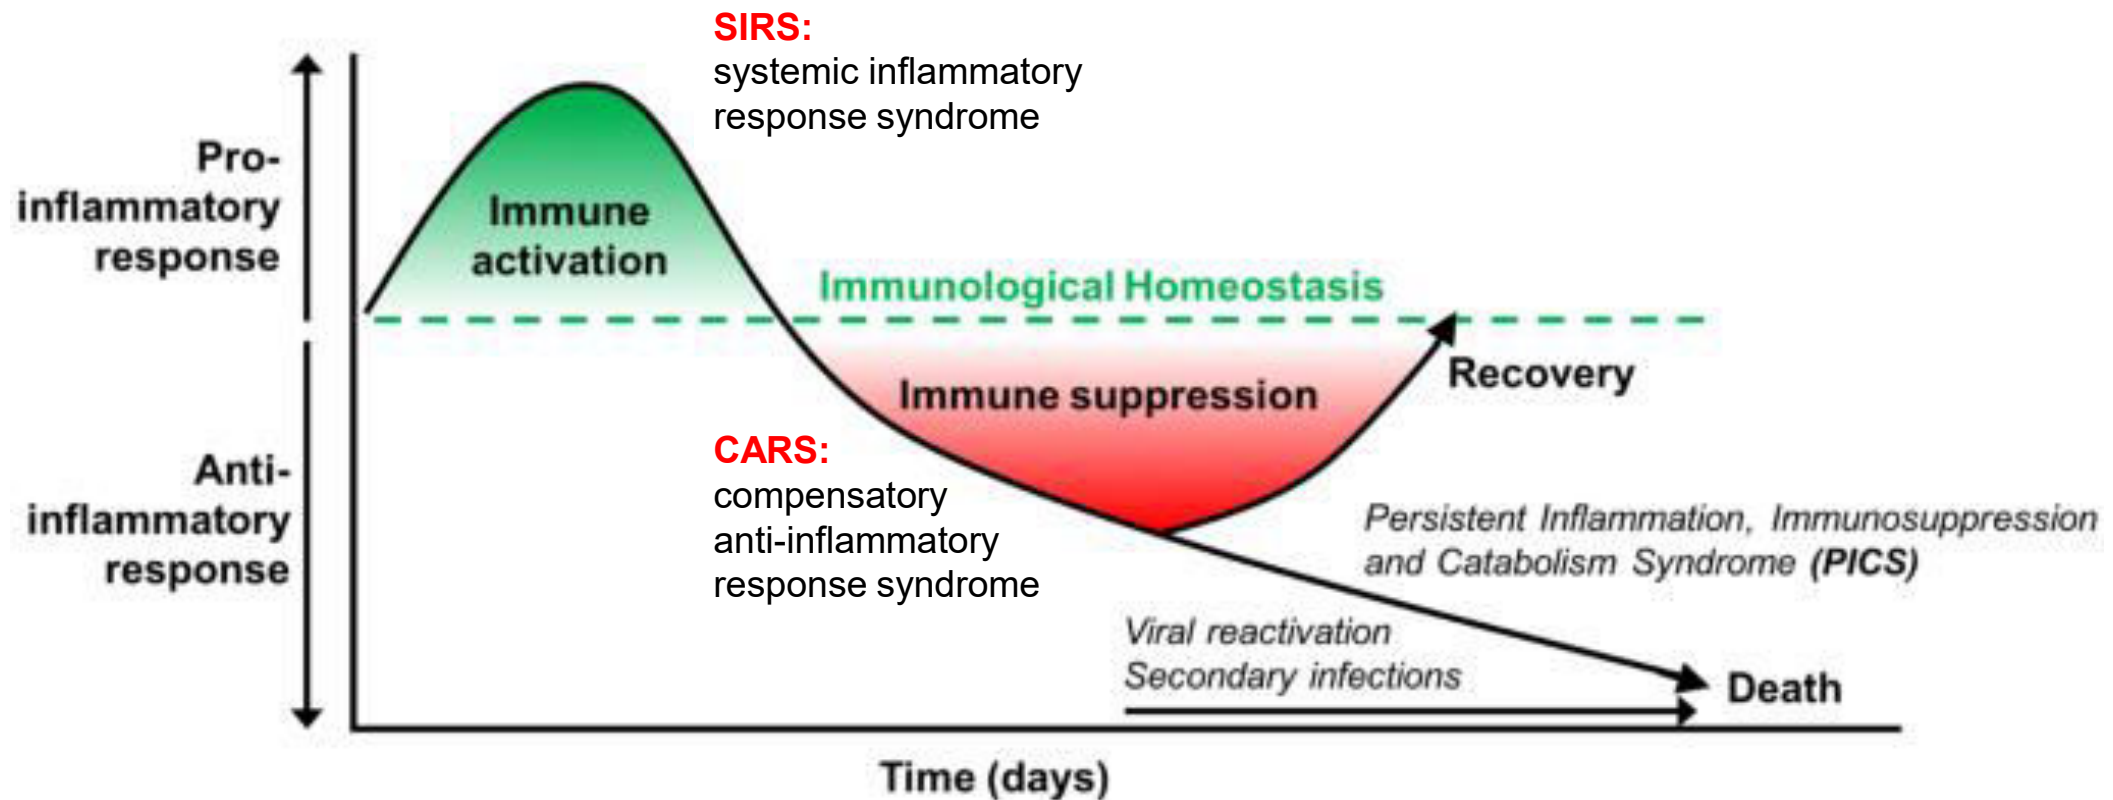 SIRS:
systemic inflammatory
response syndrome
Pro-
inflammatory
response
Immune
activation
Immunological Homeostasis
Recovery
Immune suppression
CARS:
compensatory
anti-inflammatory
response syndrome
Anti-
inflammatory
response
Persistent Inflammation, Immunosuppression
and Catabolism Syndrome (PICS)
Viral reactivation
Secondary infections
Death
Time (days)